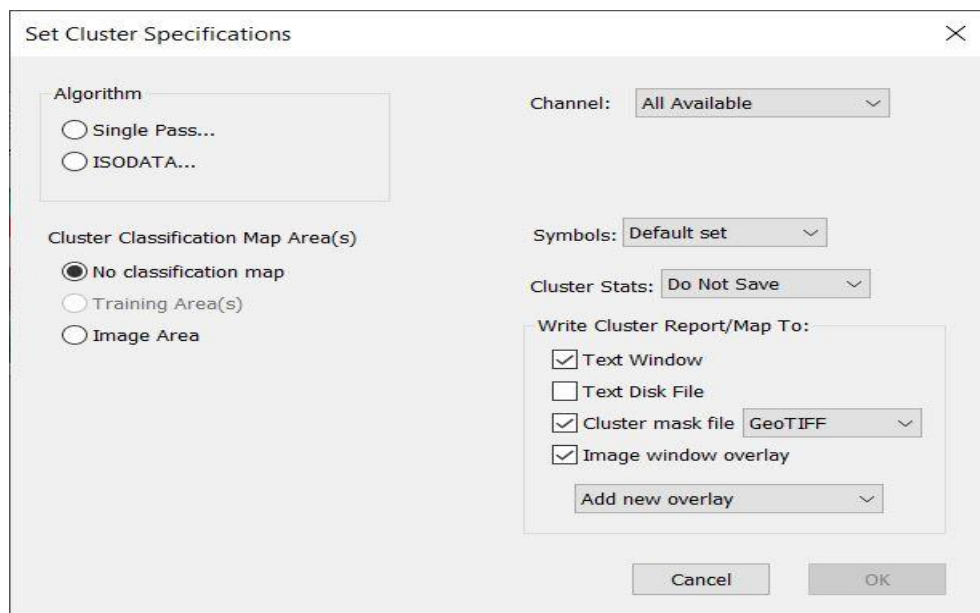 Set Cluster Specifications
Algorithm
Single Pass...
ISODATA...
Channel: All Available
Cluster Classification Map Area(s)
No classification map
Training Area(s)
Image Area
Symbols: Default set
Cluster Stats: Do Not Save
Write Cluster Report/Map To:
Text Window
Text Disk File
Cluster mask file GeoTIFF
Image window overlay
Add new overlay
Cancel OK